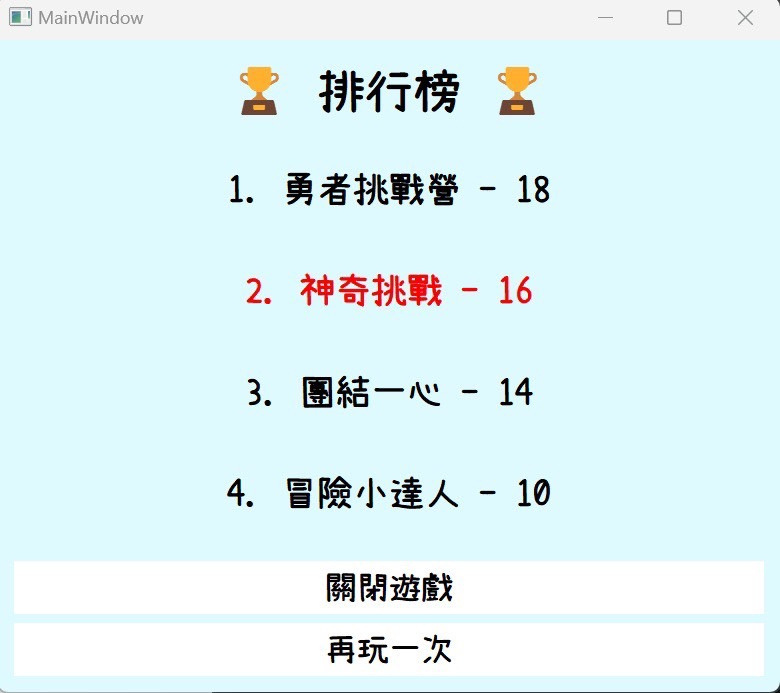 MainWindow
🏆 排行榜 🏆
1. 勇者挑戰營 - 18
2. 神奇挑戰 - 16
3. 團結一心 - 14
4. 冒險小達人 - 10
關閉遊戲
再玩一次